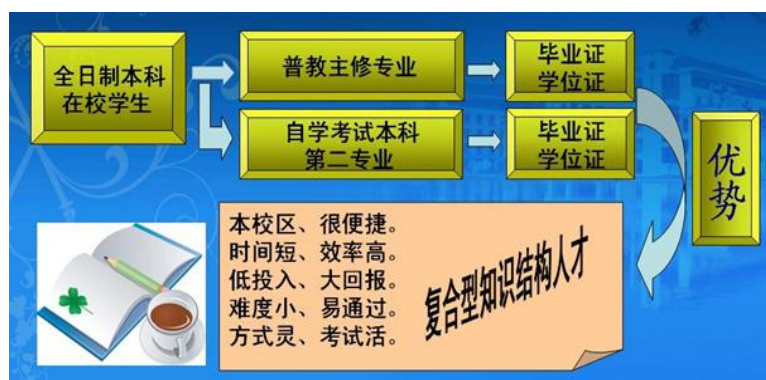 全日制本科
在校学生
普教主修专业
毕业证
学位证
自学考试本科
第二专业
毕业证
学位证
优势
本校区、很便捷。
时间短、效率高。
低投入、大回报。
难度小、易通过。
方式灵、考试活。
复合型知识结构人才